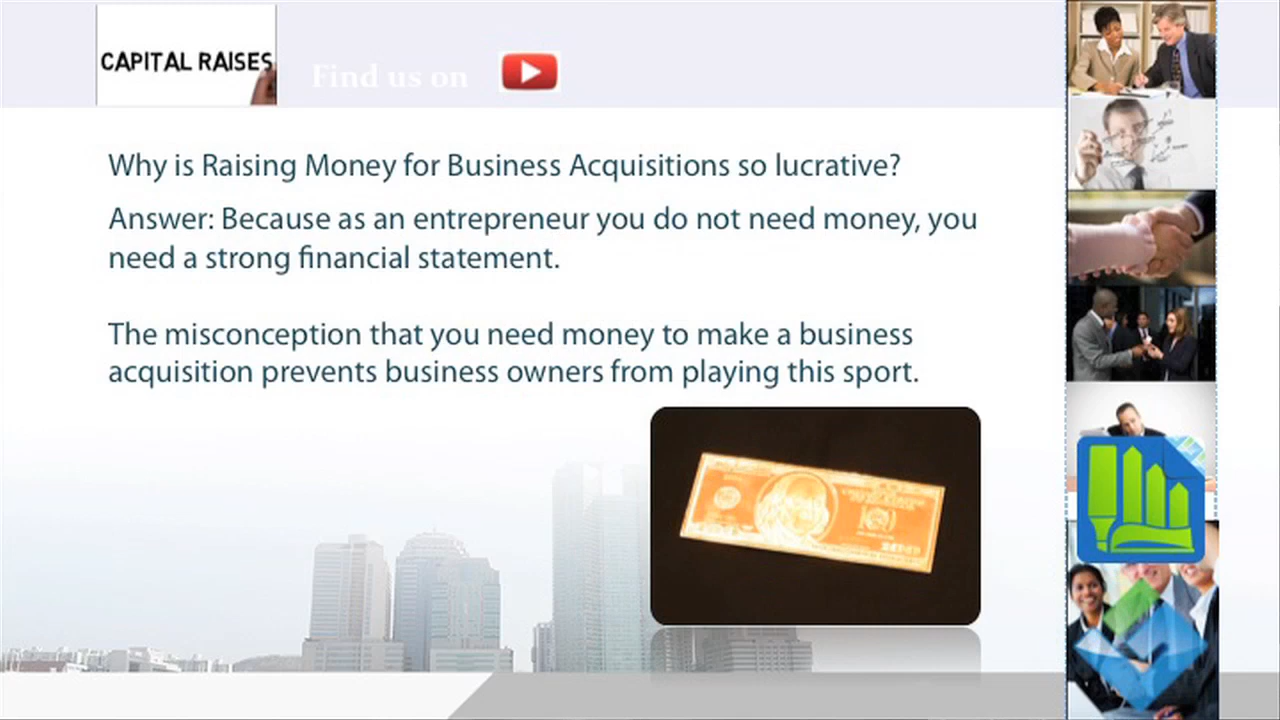 CAPITAL RAISES
Find us on
Why is Raising Money for Business Acquisitions so lucrative?
Answer: Because as an entrepreneur you do not need money, you
need a strong financial statement.
The misconception that you need money to make a business
acquisition prevents business owners from playing this sport.